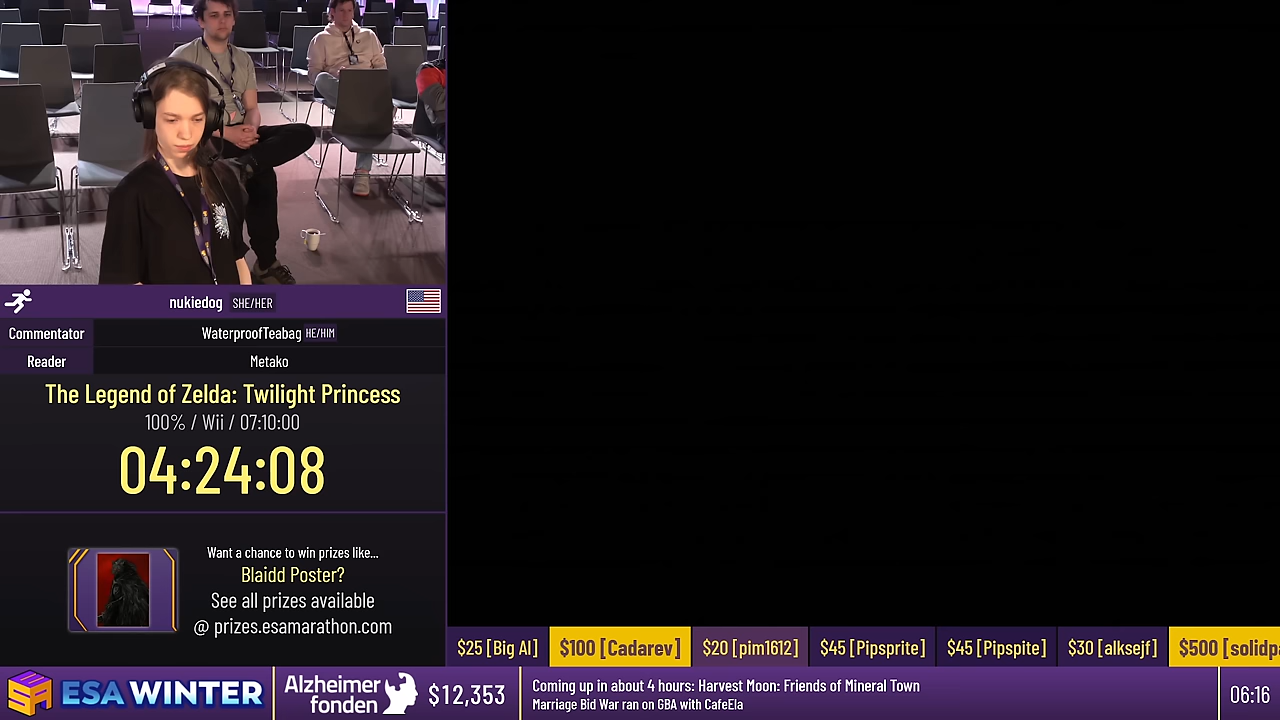 nukiedog SHE/HER
Commentator WaterproofTeabag HE/HIM
Reader Metako
The Legend of Zelda: Twilight Princess
100% / Wii / 07:10:00
04:24:08
Want a chance to win prizes like...
Blaidd Poster?
See all prizes available
@ prizes.esamarathon.com
$25 [Big Al] $100 [Cadarev] $20 [pim1612] $45 [Pipsprite] $45 [Pipspite] $30 [alksejf] $500 [solidp
ESA WINTER Alzheimer fonden $12,353
Coming up in about 4 hours: Harvest Moon: Friends of Mineral Town
Marriage Bid War ran on GBA with CafeEla
06:16